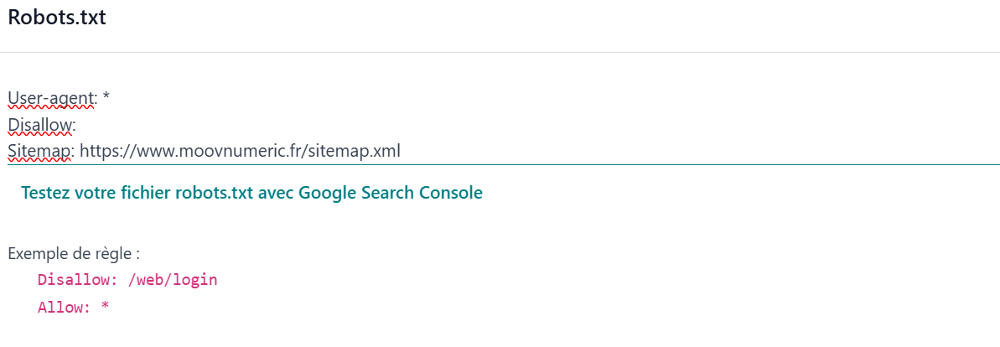 Robots.txt
User-agent: *
Disallow:
Sitemap: https://www.moovnumeric.fr/sitemap.xml
Testez votre fichier robots.txt avec Google Search Console
Exemple de règle :
Disallow: /web/login
Allow: *